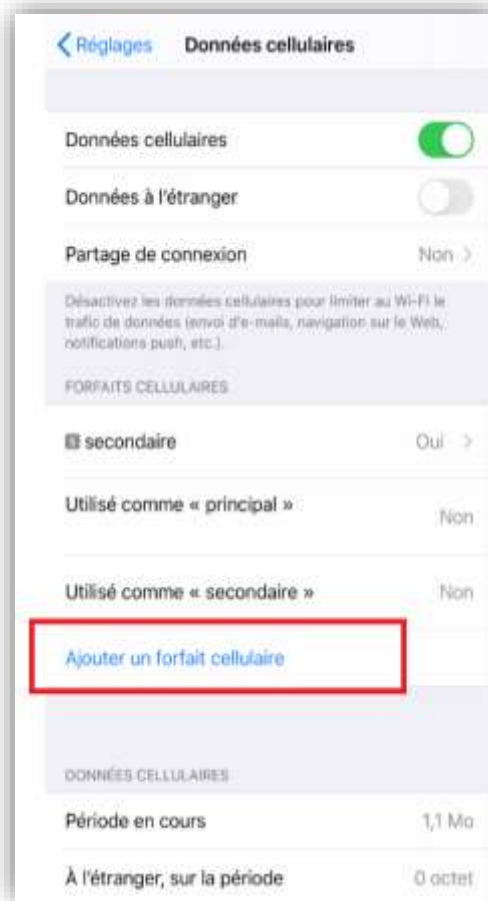 Réglages Données cellulaires
Données cellulaires
Données à l'étranger
Partage de connexion Non
Désactivez les données cellulaires pour limiter au Wi-Fi le
trafic de données (envoi d'e-mails, navigation sur le Web,
notifications push, etc.).
FORFAITS CELLULAIRES
secondaire Oui
Utilisé comme « principal » Non
Utilisé comme « secondaire » Non
Ajouter un forfait cellulaire
DONNÉES CELLULAIRES
Période en cours 1,1 Mo
À l'étranger, sur la période 0 octet